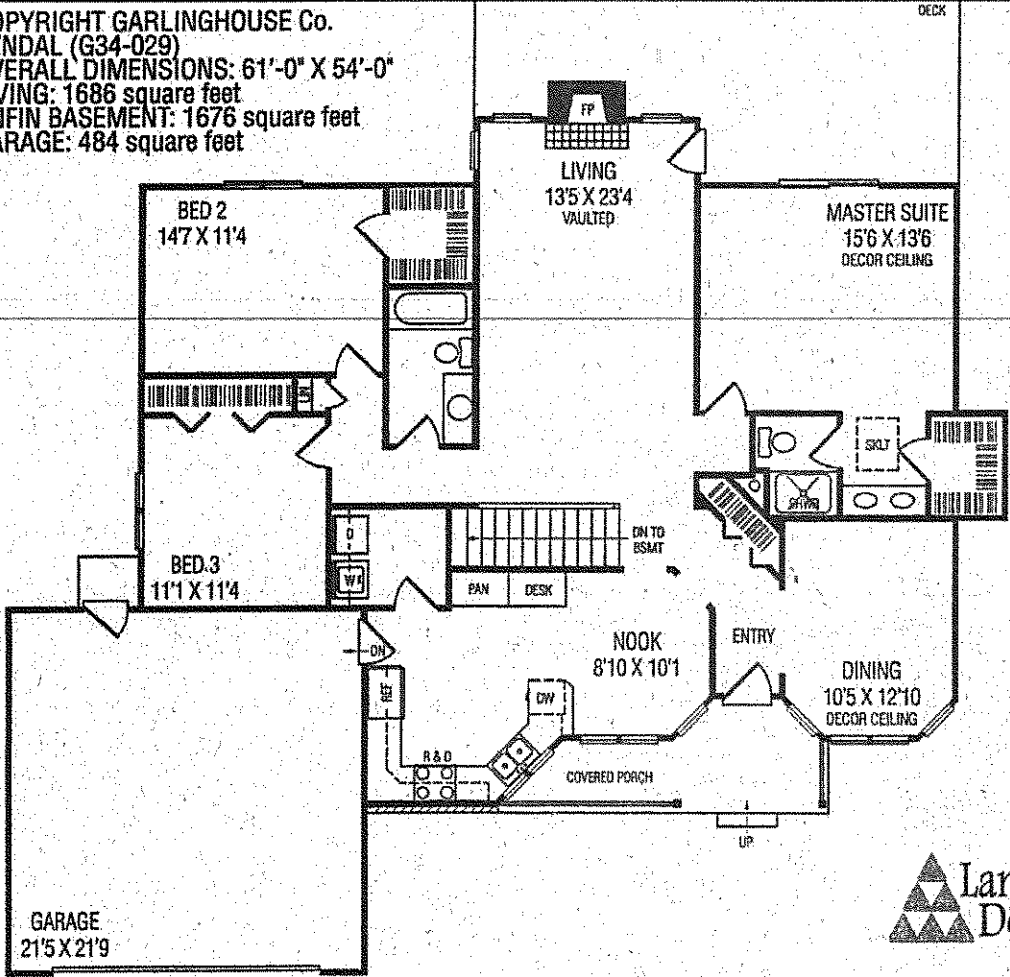 OPYRIGHT GARLINGHOUSE Co.
ENDAL (G34-029)
VERALL DIMENSIONS: 61'-0" X 54'-0"
VING: 1686 square feet
NFIN BASEMENT: 1676 square feet
ARAGE: 484 square feet
DECK
FP
LIVING
13'5 X 23'4
VAULTED
BED 2
14'7 X 11'4
MASTER SUITE
15'6 X 13'6
DECOR CEILING
LIN
SKLT
SHWR
D
W
DN TO
BSMT
PAN
DESK
BED 3
11'1 X 11'4
DN
REF
NOOK
8'10 X 10'1
ENTRY
DINING
10'5 X 12'10
DECOR CEILING
DW
R & D
COVERED PORCH
UP
GARAGE
21'5 X 21'9
Lar
De